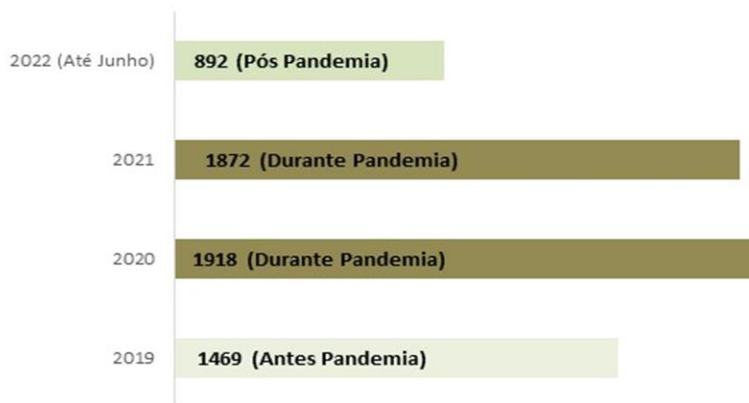 2022 (Até Junho) 892 (Pós Pandemia)
2021 1872 (Durante Pandemia)
2020 1918 (Durante Pandemia)
2019 1469 (Antes Pandemia)